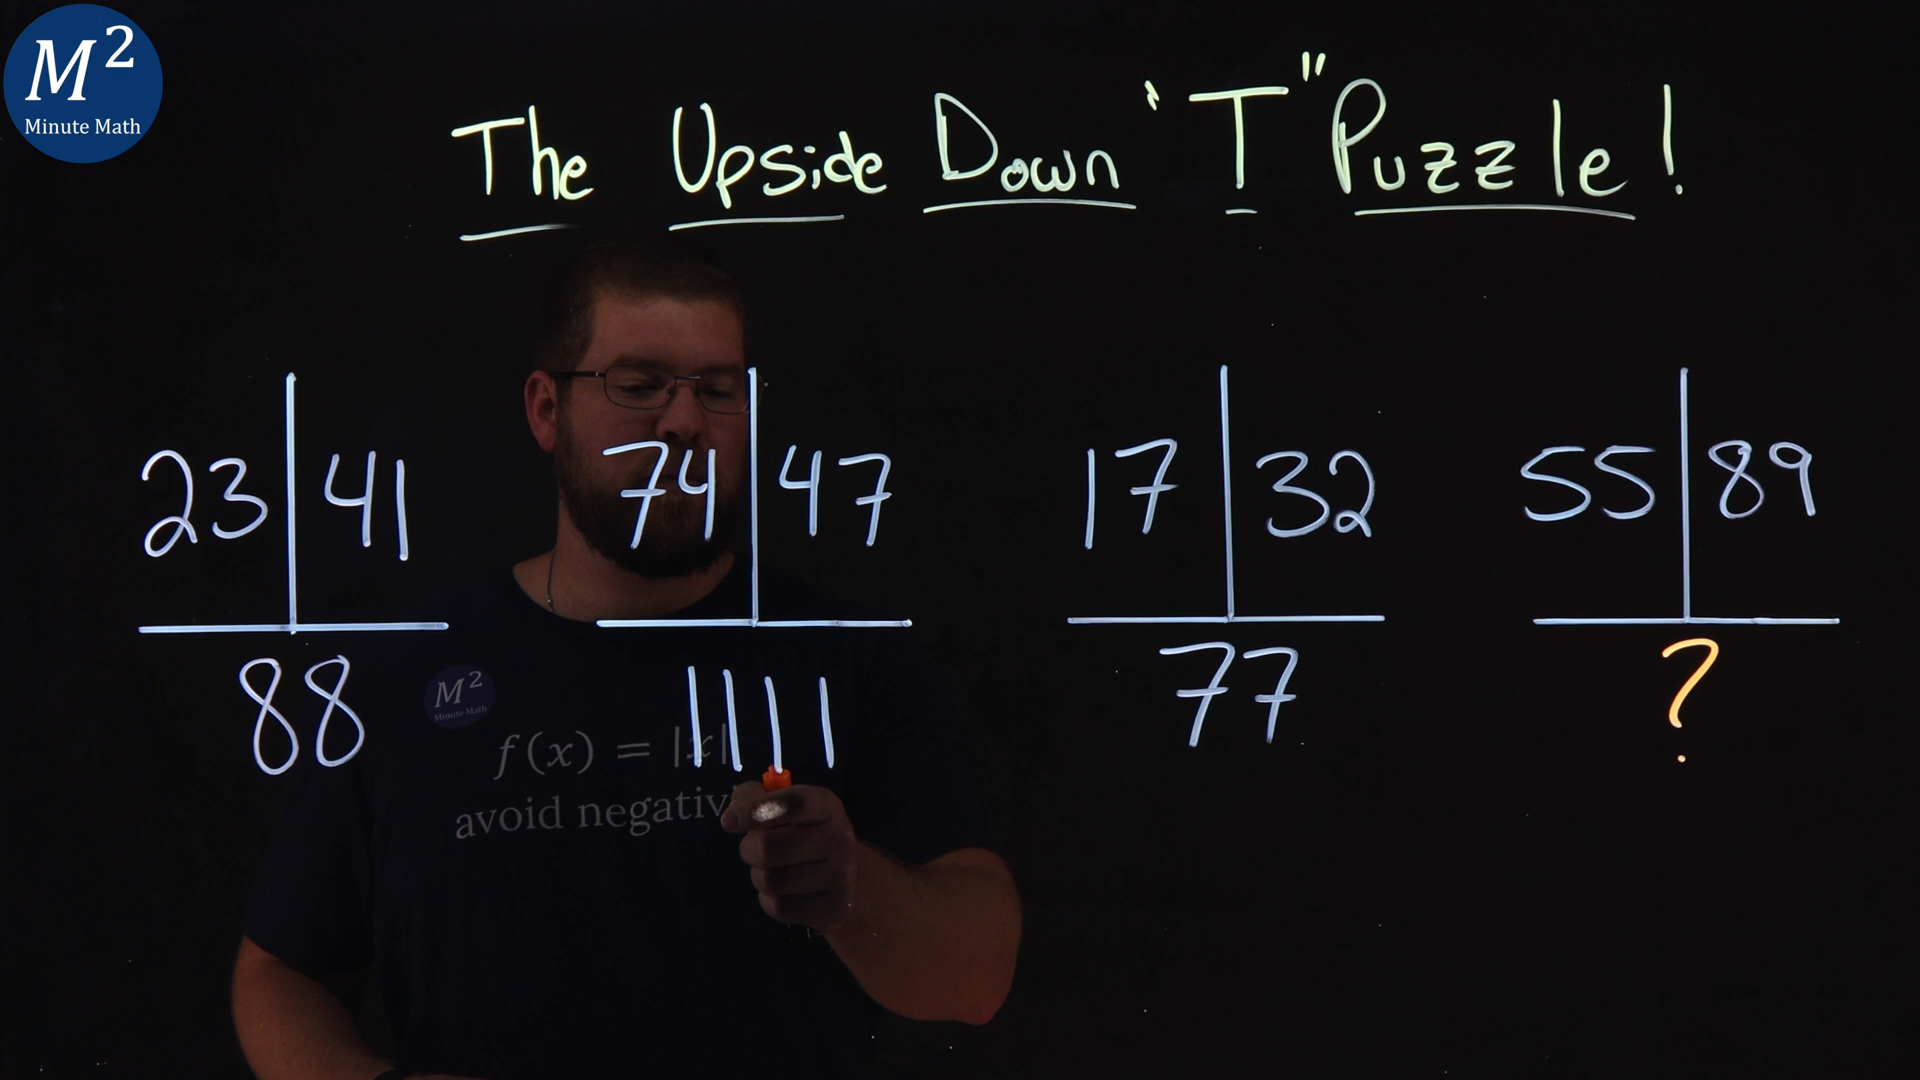 M²
Minute Math
The Upside Down "T" Puzzle!
23 41 74 47 17 32 55 89
88 1111 77 ?
M²
Minute Math
f(x) = |x|
avoid